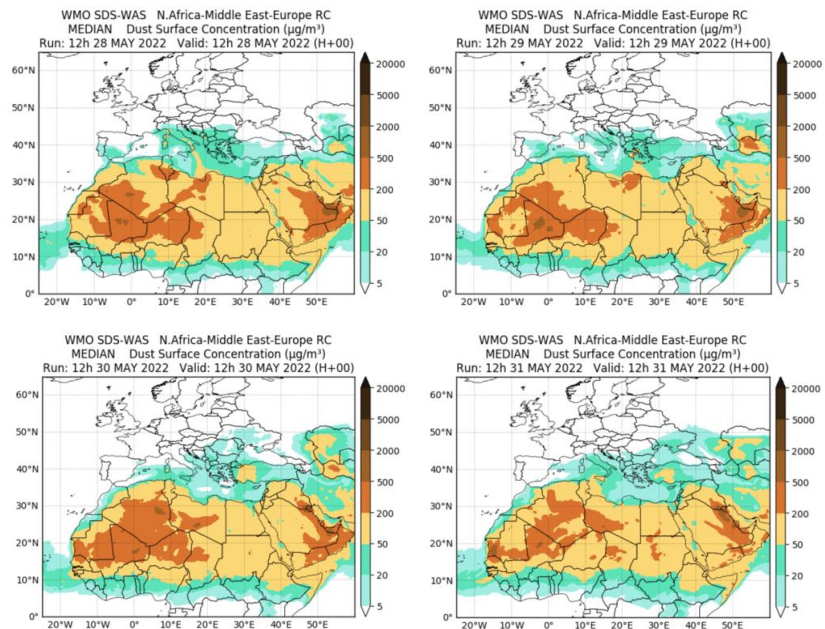 WMO SDS-WAS N.Africa-Middle East-Europe RC
MEDIAN Dust Surface Concentration (µg/m³)
Run: 12h 28 MAY 2022 Valid: 12h 28 MAY 2022 (H+00)
60°N
50°N
40°N
30°N
20°N
10°N
0°
20°W 10°W 0° 10°E 20°E 30°E 40°E 50°E
20000
5000
2000
500
200
50
20
5
WMO SDS-WAS N.Africa-Middle East-Europe RC
MEDIAN Dust Surface Concentration (µg/m³)
Run: 12h 29 MAY 2022 Valid: 12h 29 MAY 2022 (H+00)
60°N
50°N
40°N
30°N
20°N
10°N
0°
20°W 10°W 0° 10°E 20°E 30°E 40°E 50°E
20000
5000
2000
500
200
50
20
5
WMO SDS-WAS N.Africa-Middle East-Europe RC
MEDIAN Dust Surface Concentration (µg/m³)
Run: 12h 30 MAY 2022 Valid: 12h 30 MAY 2022 (H+00)
60°N
50°N
40°N
30°N
20°N
10°N
0°
20°W 10°W 0° 10°E 20°E 30°E 40°E 50°E
20000
5000
2000
500
200
50
20
5
WMO SDS-WAS N.Africa-Middle East-Europe RC
MEDIAN Dust Surface Concentration (µg/m³)
Run: 12h 31 MAY 2022 Valid: 12h 31 MAY 2022 (H+00)
60°N
50°N
40°N
30°N
20°N
10°N
0°
20°W 10°W 0° 10°E 20°E 30°E 40°E 50°E
20000
5000
2000
500
200
50
20
5